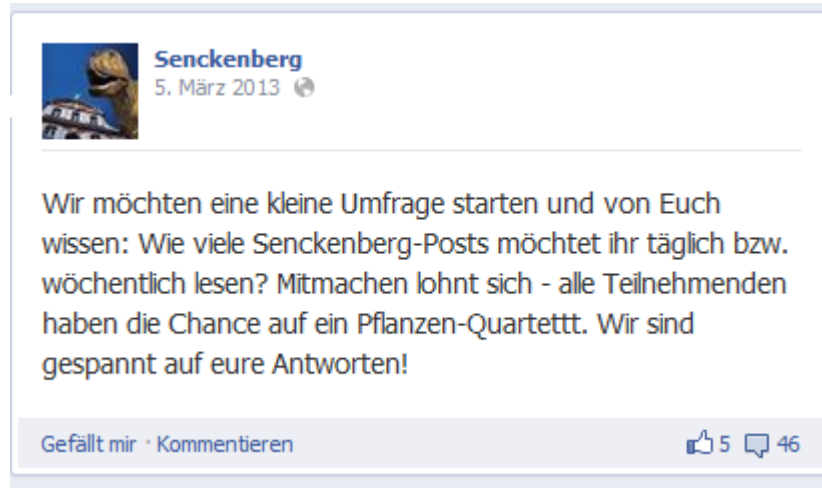 Senckenberg
5. März 2013
Wir möchten eine kleine Umfrage starten und von Euch
wissen: Wie viele Senckenberg-Posts möchtet ihr täglich bzw.
wöchentlich lesen? Mitmachen lohnt sich - alle Teilnehmenden
haben die Chance auf ein Pflanzen-Quartettt. Wir sind
gespannt auf eure Antworten!
Gefällt mir · Kommentieren 5 46